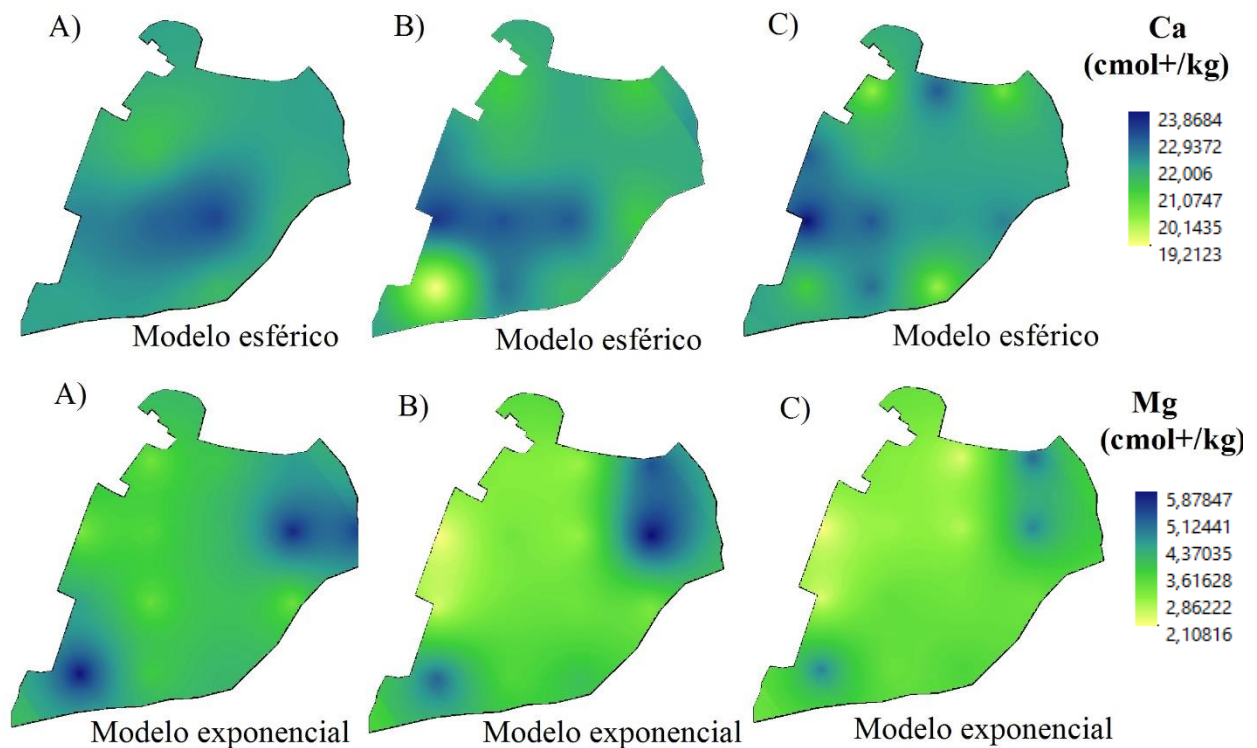 A)
B)
C)
Ca
(cmol+/kg)
23,8684
22,9372
22,006
21,0747
20,1435
19,2123
Modelo esférico
Modelo esférico
Modelo esférico
A)
B)
C)
Mg
(cmol+/kg)
5,87847
5,12441
4,37035
3,61628
2,86222
2,10816
Modelo exponencial
Modelo exponencial
Modelo exponencial